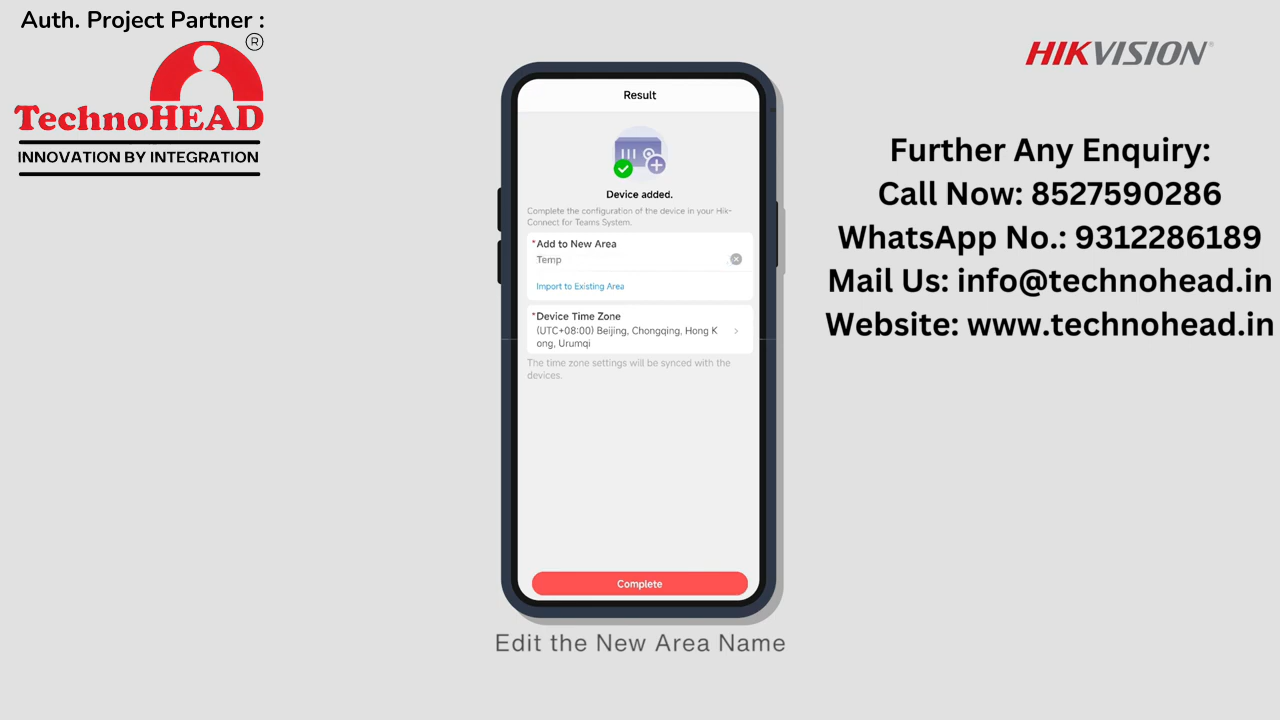 Auth. Project Partner :
R
TechnoHEAD
INNOVATION BY INTEGRATION
Result
Device added.
Complete the configuration of the device in your Hik-
Connect for Teams System.
*Add to New Area
Temp
Import to Existing Area
*Device Time Zone
(UTC+08:00) Beijing, Chongqing, Hong K
ong, Urumqi
The time zone settings will be synced with the
devices.
Complete
Edit the New Area Name
HIKVISION®
Further Any Enquiry:
Call Now: 8527590286
WhatsApp No.: 9312286189
Mail Us: info@technohead.in
Website: www.technohead.in